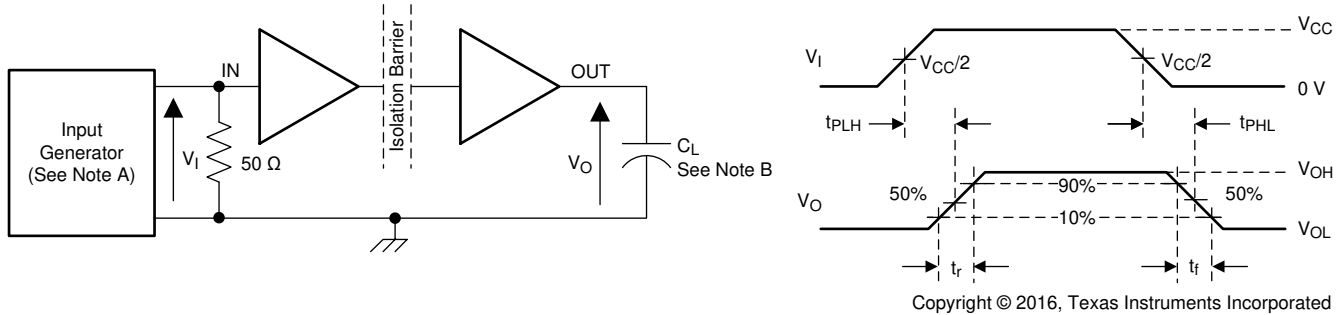 Input
Generator
(See Note A)
V_I
50 Ω
IN
Isolation Barrier
OUT
V_O
C_L
See Note B
V_I
V_CC/2
V_CC/2
V_CC
0 V
t_PLH
t_PHL
V_O
50%
90%
10%
50%
V_OH
V_OL
t_r
t_f
Copyright © 2016, Texas Instruments Incorporated